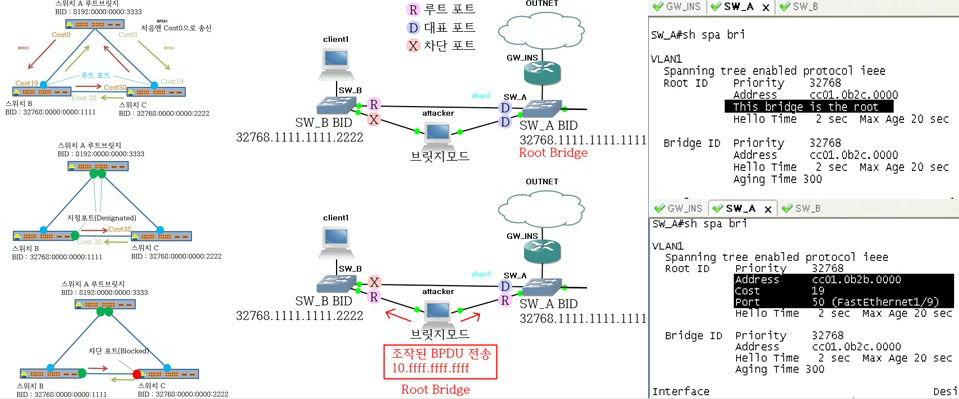 스위치 A 루트브릿지
BID : 8192:0000:0000:3333
BPDU
처음엔 Cost0으로 송신
Cost0
Cost0
BPDU
BPDU
Cost19
루트 포트
Cost19
Cost 38
스위치 B
BID : 32768:0000:0000:1111
스위치 C
BID : 32768:0000:0000:2222
스위치 A 루트브릿지
BID : 8192:0000:0000:3333
지정포트(Designated)
Cost38
Cost 38
스위치 B
BID : 32768:0000:0000:1111
스위치 C
BID : 32768:0000:0000:2222
스위치 A 루트브릿지
BID : 8192:0000:0000:3333
차단 포트(Blocked)
스위치 B
BID : 32768:0000:0000:1111
스위치 C
BID : 32768:0000:0000:2222
R 루트 포트
D 대표 포트
X 차단 포트
OUTNET
client1
GW_INS
SW_B
R
vlan1
D
SW_A
X
attacker
D
SW_B BID
32768.1111.1111.2222
브릿지모드
SW_A BID
32768.1111.1111.1111
Root Bridge
OUTNET
client1
GW_INS
SW_B
X
vlan1
D
SW_A
R
attacker
R
SW_B BID
32768.1111.1111.2222
브릿지모드
SW_A BID
32768.1111.1111.1111
조작된 BPDU 전송
10.ffff.ffff.ffff
Root Bridge
GW_INS SW_A X SW_B
SW_A#sh spa bri
VLAN1
Spanning tree enabled protocol ieee
Root ID Priority 32768
Address cc01.0b2c.0000
This bridge is the root
Hello Time 2 sec Max Age 20 sec
Bridge ID Priority 32768
Address cc01.0b2c.0000
Hello Time 2 sec Max Age 20 sec
Aging Time 300
GW_INS SW_A X SW_B
SW_A#sh spa bri
VLAN1
Spanning tree enabled protocol ieee
Root ID Priority 32768
Address cc01.0b2b.0000
Cost 19
Port 50 (FastEthernet1/9)
Hello Time 2 sec Max Age 20 sec
Bridge ID Priority 32768
Address cc01.0b2c.0000
Hello Time 2 sec Max Age 20 sec
Aging Time 300
Interface Desi